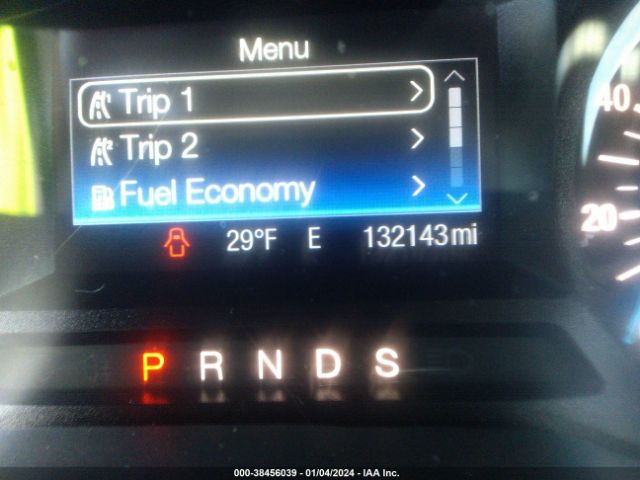 Menu
Trip 1
Trip 2
Fuel Economy
29°F E 132143 mi
40
20
P R N D S
000-38456039 - 01/04/2024 - IAA Inc.